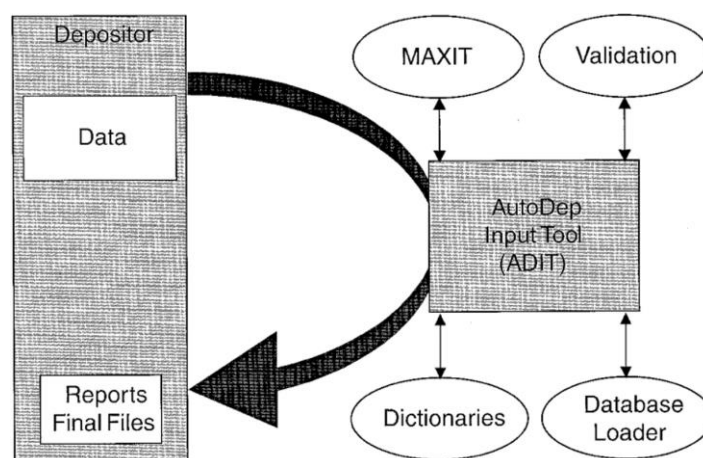 Depositor
Data
Reports
Final Files
MAXIT
Validation
AutoDep
Input Tool
(ADIT)
Dictionaries
Database
Loader